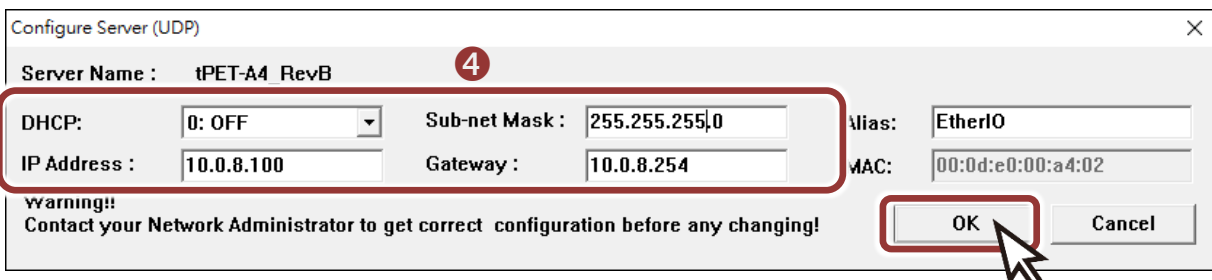 Configure Server (UDP)
Server Name : tPET-A4_RevB
4
DHCP: 0: OFF Sub-net Mask : 255.255.255.0 Alias: EtherIO
IP Address : 10.0.8.100 Gateway : 10.0.8.254 MAC: 00:0d:e0:00:a4:02
Warning!!
Contact your Network Administrator to get correct configuration before any changing!
OK Cancel